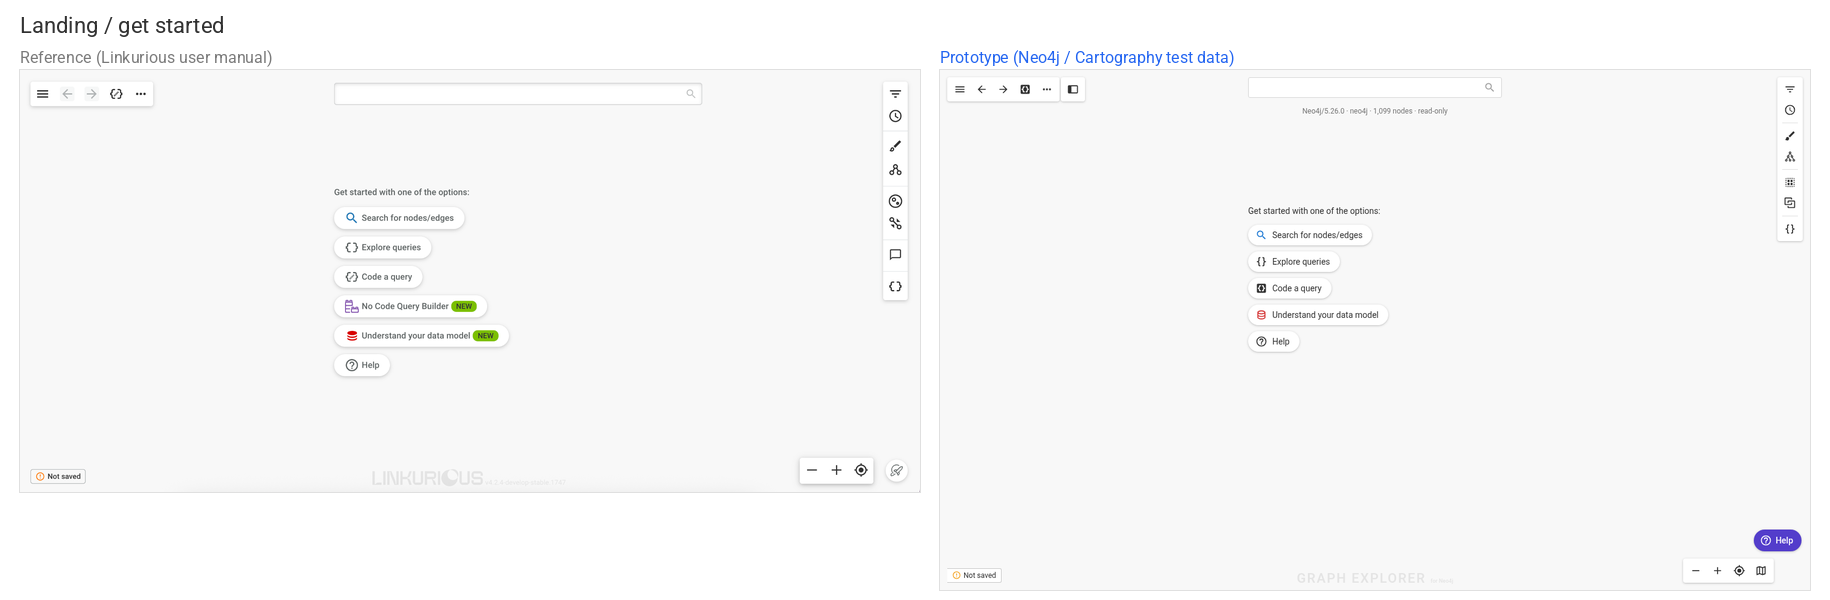 Landing / get started
Reference (Linkurious user manual)
Get started with one of the options:
Search for nodes/edges
Explore queries
Code a query
No Code Query Builder NEW
Understand your data model NEW
Help
Not saved
LINKURIOUS
Prototype (Neo4j / Cartography test data)
Neo4j/5.26.0 · neo4j · 1,099 nodes · read-only
Get started with one of the options:
Search for nodes/edges
Explore queries
Code a query
Understand your data model
Help
Help
Not saved
GRAPH EXPLORER